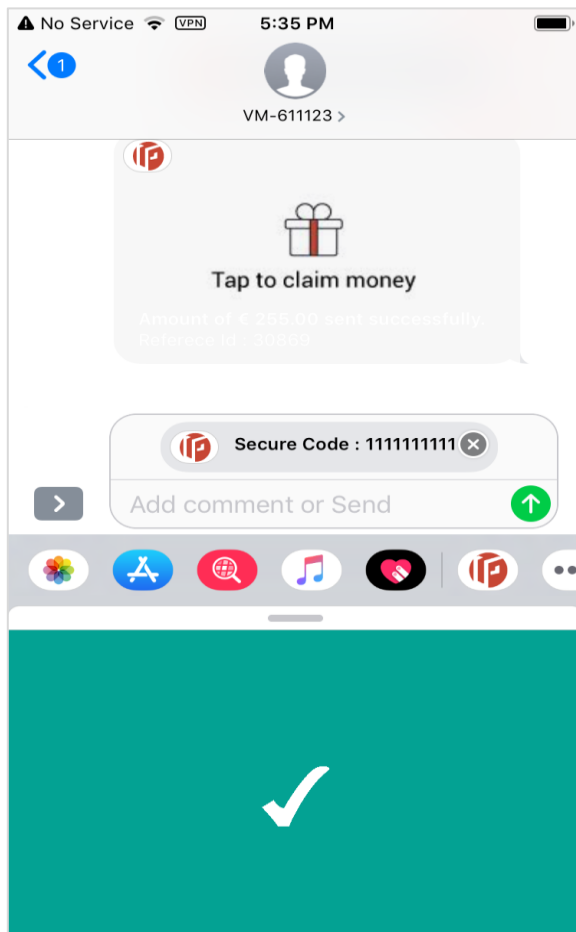 No Service VPN 5:35 PM
1
VM-611123 >
Tap to claim money
Amount of € 255.00 sent successfully.
Referece id : 30869
Secure Code : 1111111111
Add comment or Send